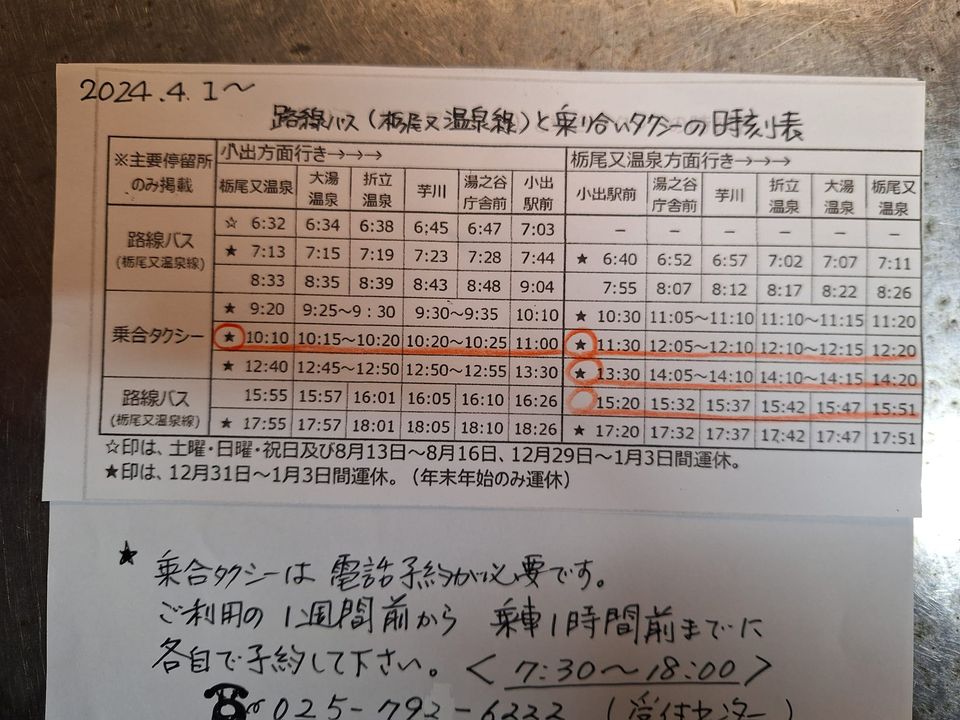 2024.4.1～
路線バス(栃尾又温泉線)と乗り合いタクシーの時刻表
※主要停留所のみ掲載 小出方面行き→→→ 栃尾又温泉方面行き→→→
栃尾又温泉 大湯温泉 折立温泉 芋川 湯之谷庁舎前 小出駅前 小出駅前 湯之谷庁舎前 芋川 折立温泉 大湯温泉 栃尾又温泉
路線バス
(栃尾又温泉線)
☆ 6:32 6:34 6:38 6:45 6:47 7:03 － － － － － －
★ 7:13 7:15 7:19 7:23 7:28 7:44 ★ 6:40 6:52 6:57 7:02 7:07 7:11
8:33 8:35 8:39 8:43 8:48 9:04 7:55 8:07 8:12 8:17 8:22 8:26
乗合タクシー
★ 9:20 9:25～9：30 9:30～9:35 10:10 ★ 10:30 11:05～11:10 11:10～11:15 11:20
★ 10:10 10:15～10:20 10:20～10:25 11:00 ★ 11:30 12:05～12:10 12:10～12:15 12:20
★ 12:40 12:45～12:50 12:50～12:55 13:30 ★ 13:30 14:05～14:10 14:10～14:15 14:20
路線バス
(栃尾又温泉線)
15:55 15:57 16:01 16:05 16:10 16:26 15:20 15:32 15:37 15:42 15:47 15:51
★ 17:55 17:57 18:01 18:05 18:10 18:26 ★ 17:20 17:32 17:37 17:42 17:47 17:51
☆印は、土曜・日曜・祝日及び8月13日～8月16日、12月29日～1月3日間運休。
★印は、12月31日～1月3日間運休。（年末年始のみ運休）
★ 乗合タクシーは 電話予約が必要です。
ご利用の1週間前から 乗車1時間前までに
各自で予約して下さい。＜7:30～18:00＞
☎ 025-792-6222 (受付センター)